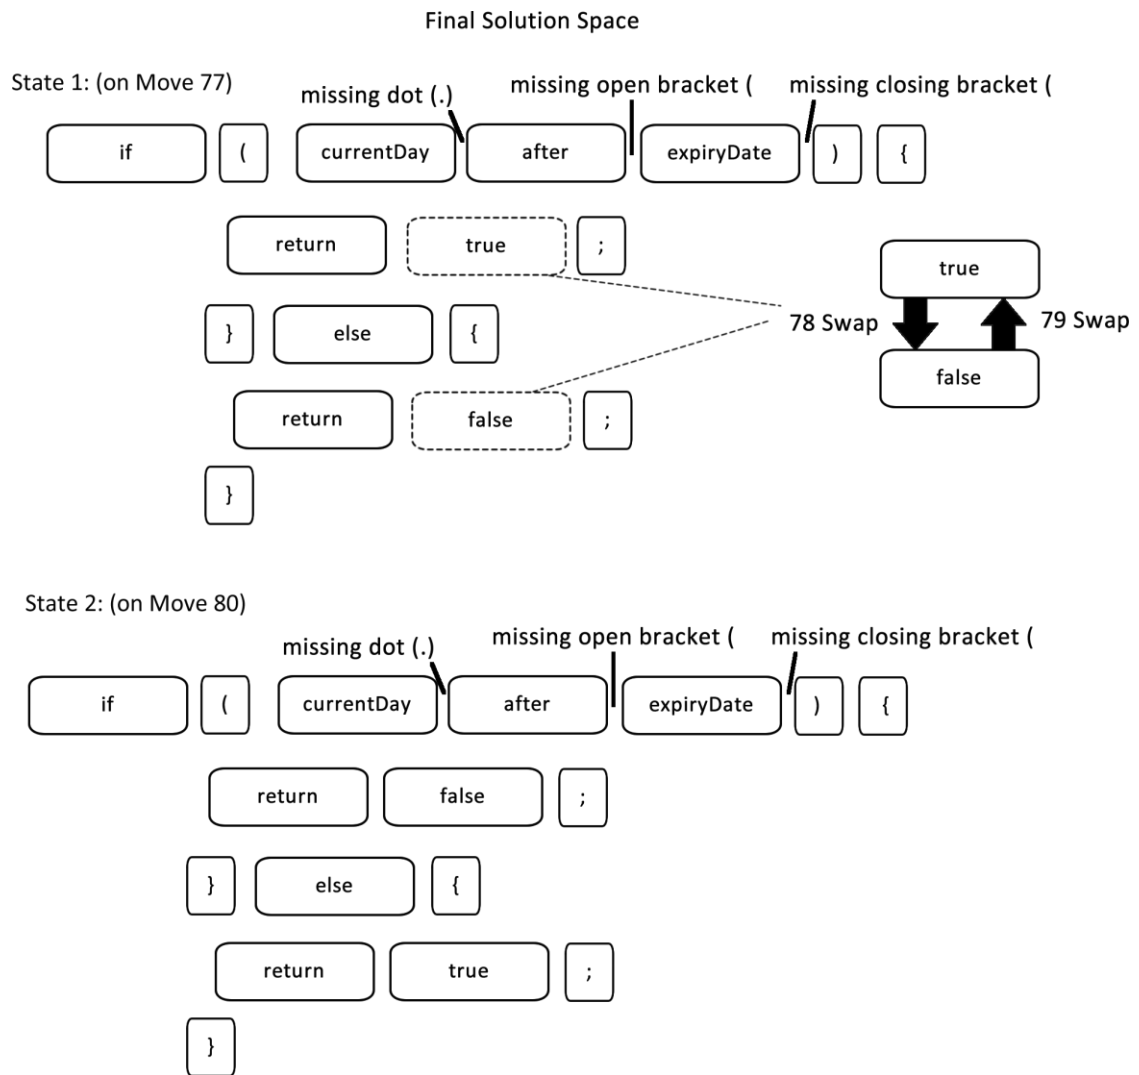 Final Solution Space
State 1: (on Move 77)
missing dot (.) missing open bracket ( missing closing bracket (
if ( currentDay after expiryDate ) {
return true ;
true
} else {
78 Swap 79 Swap
false
return false ;
}
State 2: (on Move 80)
missing dot (.) missing open bracket ( missing closing bracket (
if ( currentDay after expiryDate ) {
return false ;
} else {
return true ;
}